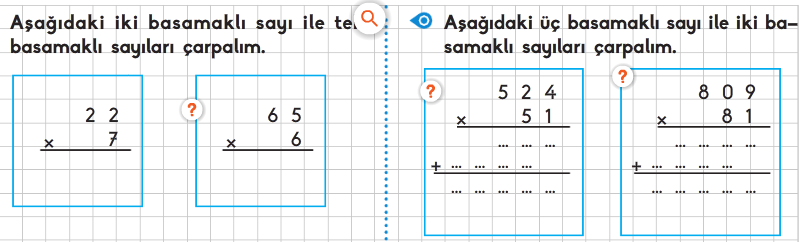 Aşağıdaki iki basamaklı sayı ile
basamaklı sayıları çarpalım.
22
× 7
?
65
× 6
Aşağıdaki üç basamaklı sayı ile iki ba-
samaklı sayıları çarpalım.
?
524
× 51
... ... ...
+ ... ... ... ...
... ... ... ... ...
?
809
× 81
... ... ... ...
+ ... ... ... ...
... ... ... ... ...